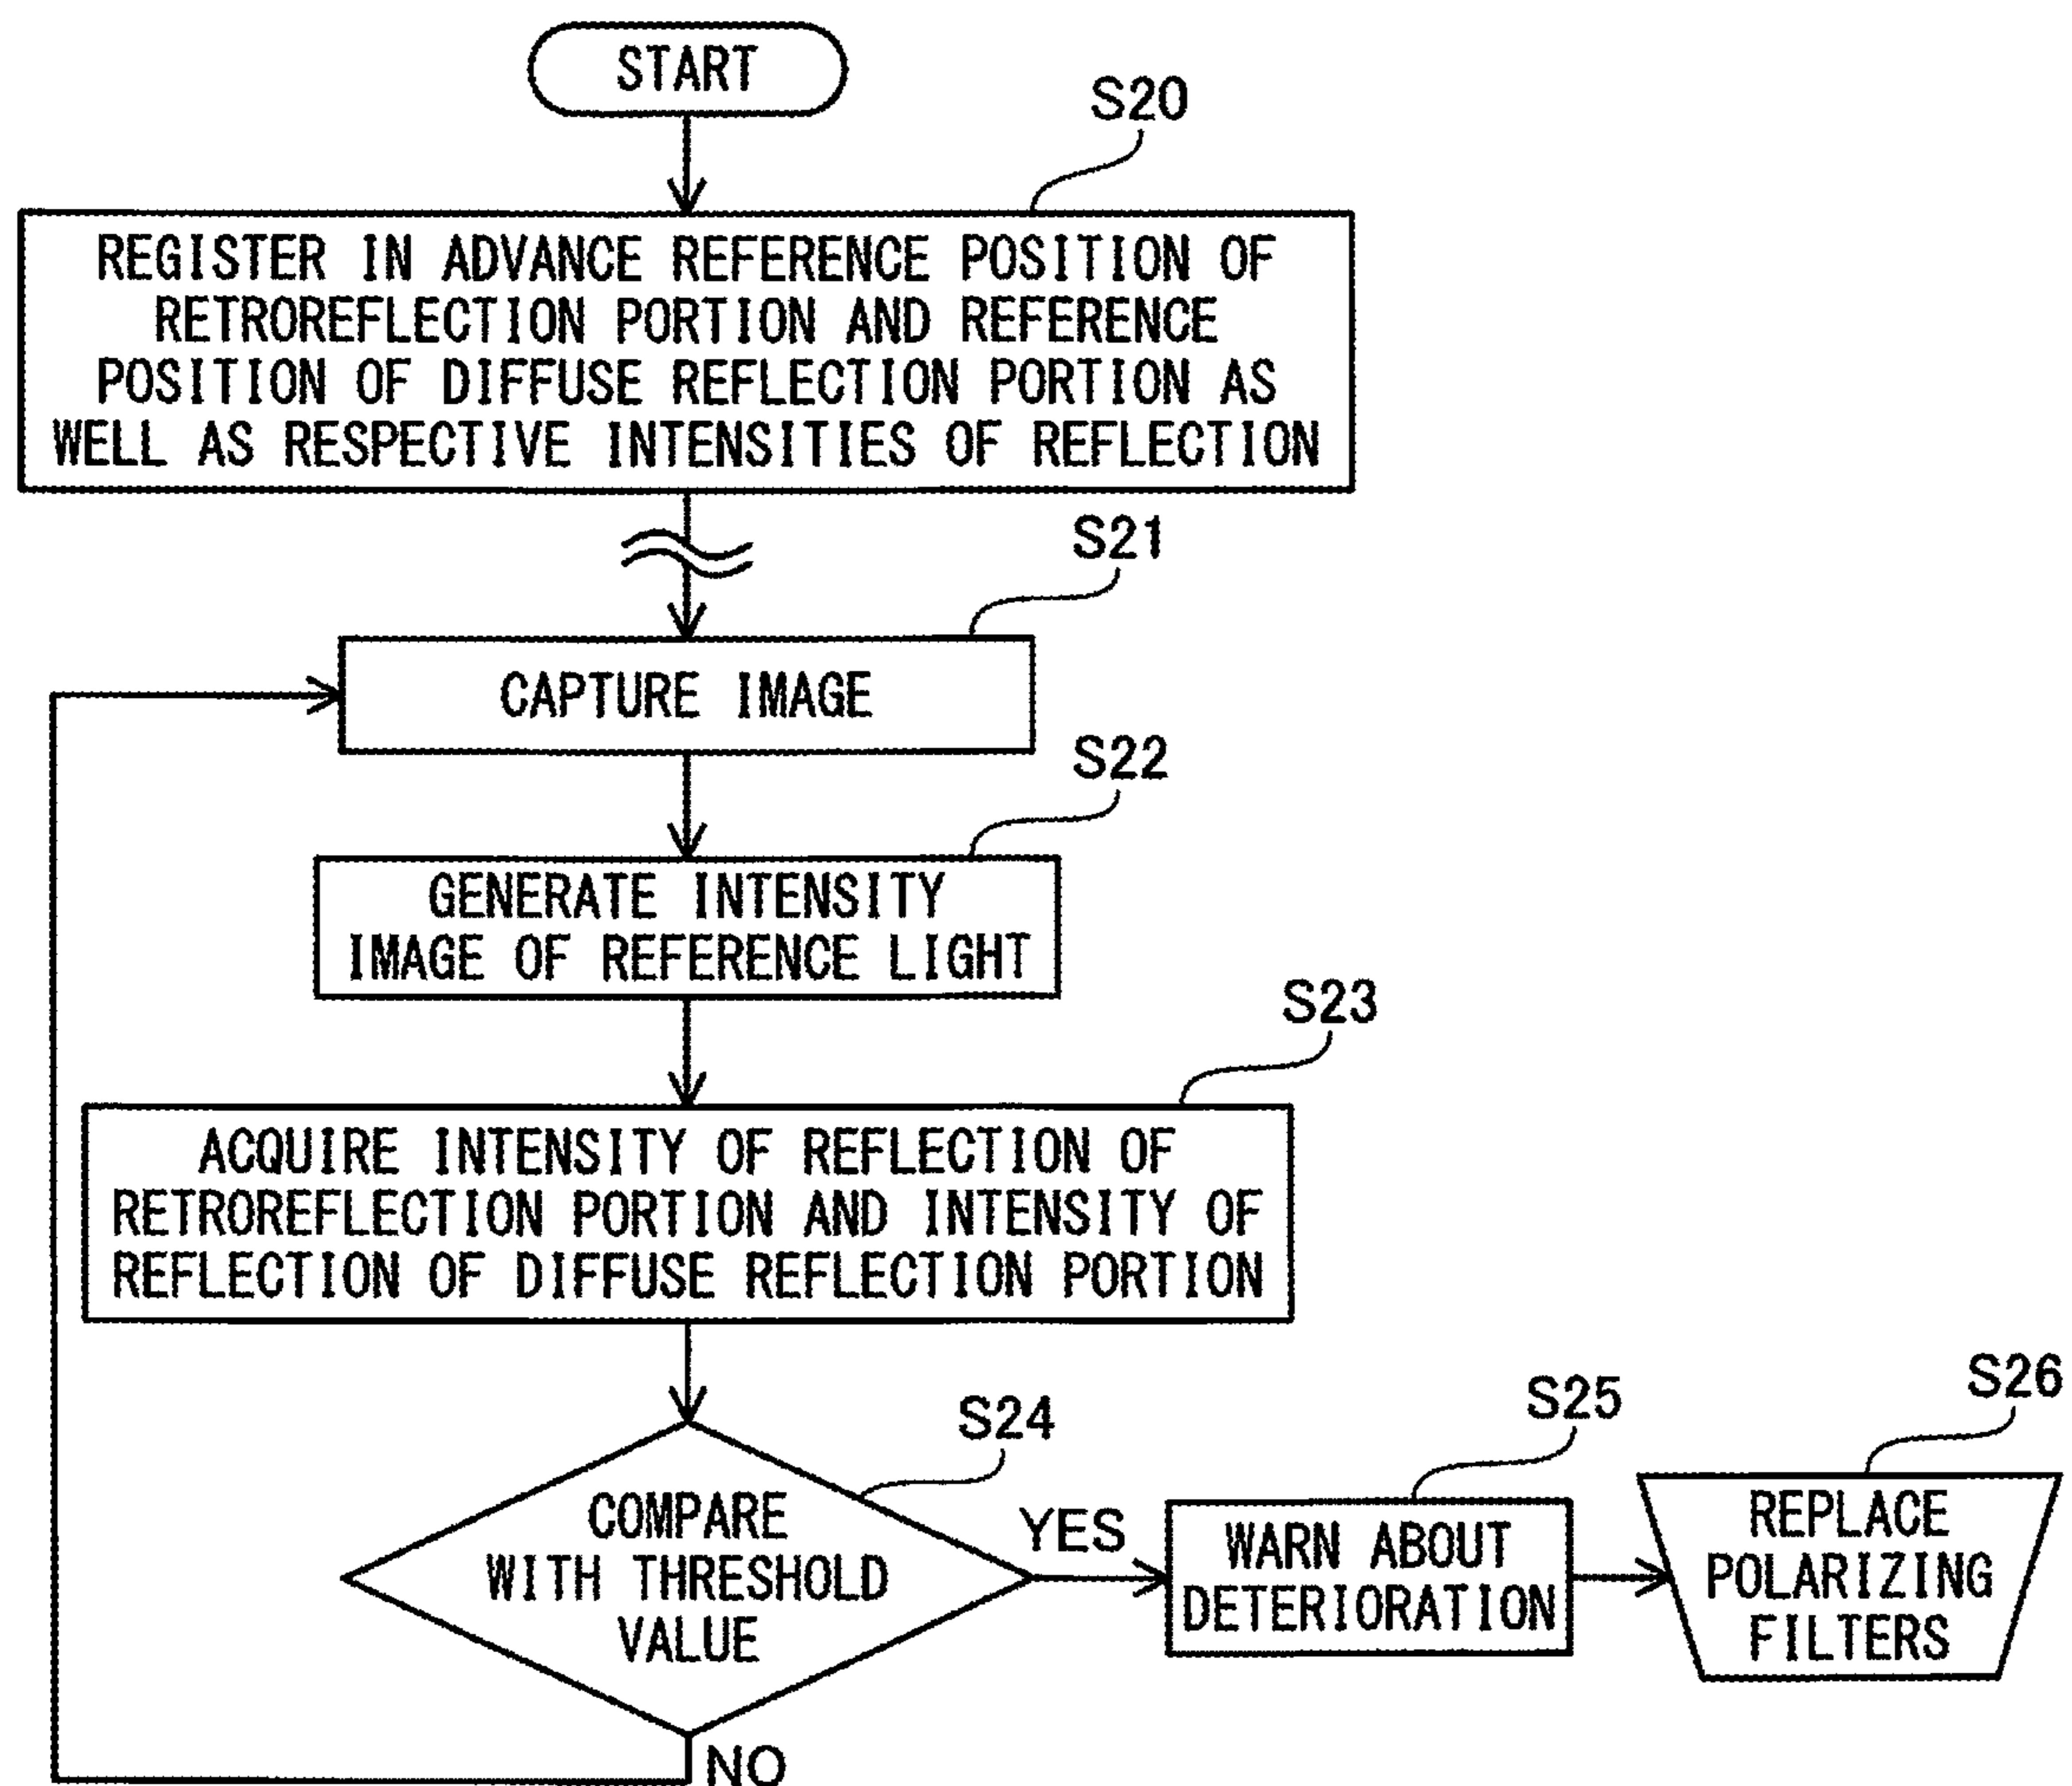 START
S20
REGISTER IN ADVANCE REFERENCE POSITION OF
RETROREFLECTION PORTION AND REFERENCE
POSITION OF DIFFUSE REFLECTION PORTION AS
WELL AS RESPECTIVE INTENSITIES OF REFLECTION
S21
CAPTURE IMAGE
S22
GENERATE INTENSITY
IMAGE OF REFERENCE LIGHT
S23
ACQUIRE INTENSITY OF REFLECTION OF
RETROREFLECTION PORTION AND INTENSITY OF
REFLECTION OF DIFFUSE REFLECTION PORTION
S24
COMPARE
WITH THRESHOLD
VALUE
YES
NO
S25
WARN ABOUT
DETERIORATION
S26
REPLACE
POLARIZING
FILTERS